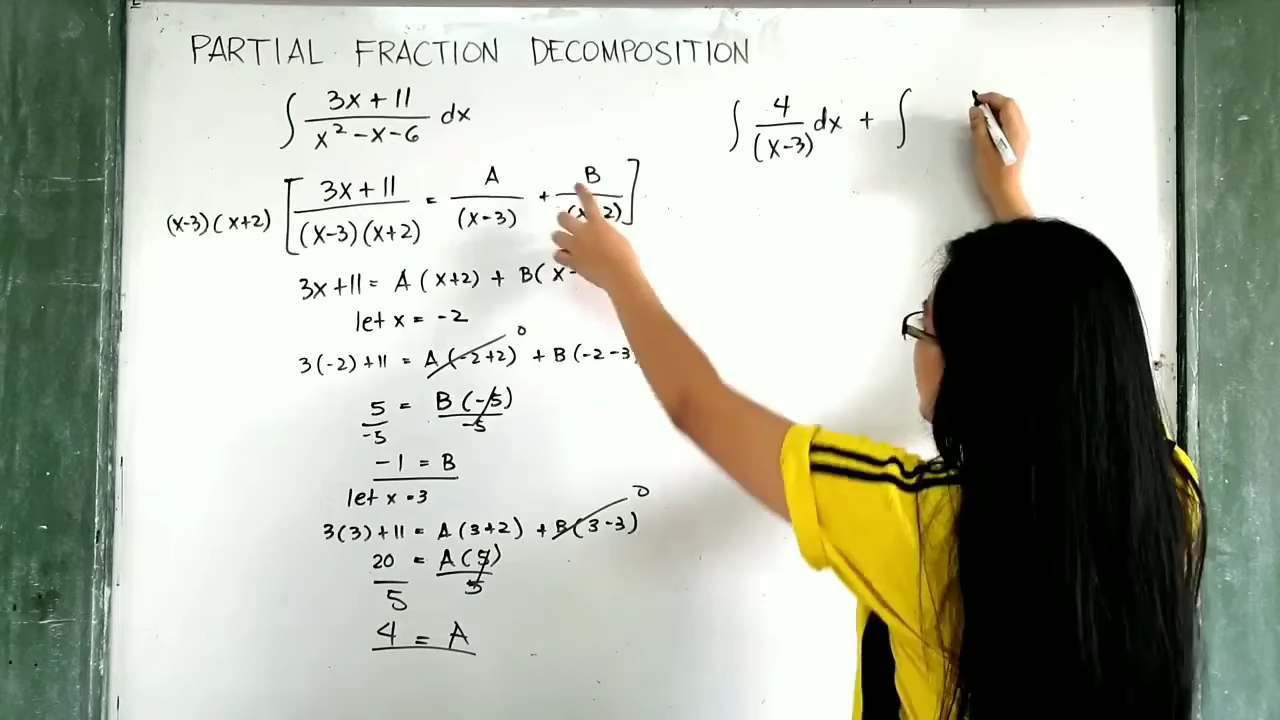 PARTIAL FRACTION DECOMPOSITION
∫ 3x+11 / x² -x-6 dx
(x-3)(x+2) [ 3x+11 / (x-3)(x+2) = A / (x-3) + B / (x+2) ]
3x+11 = A(x+2) + B(x-
let x = -2
3(-2)+11 = A(-2+2) 0 + B(-2-3
5 / -5 = B(-5) / -5
-1 = B
let x = 3
3(3)+11 = A(3+2) + B(3-3) 0
20 / 5 = A(5) / 5
4 = A
∫ 4 / (x-3) dx + ∫